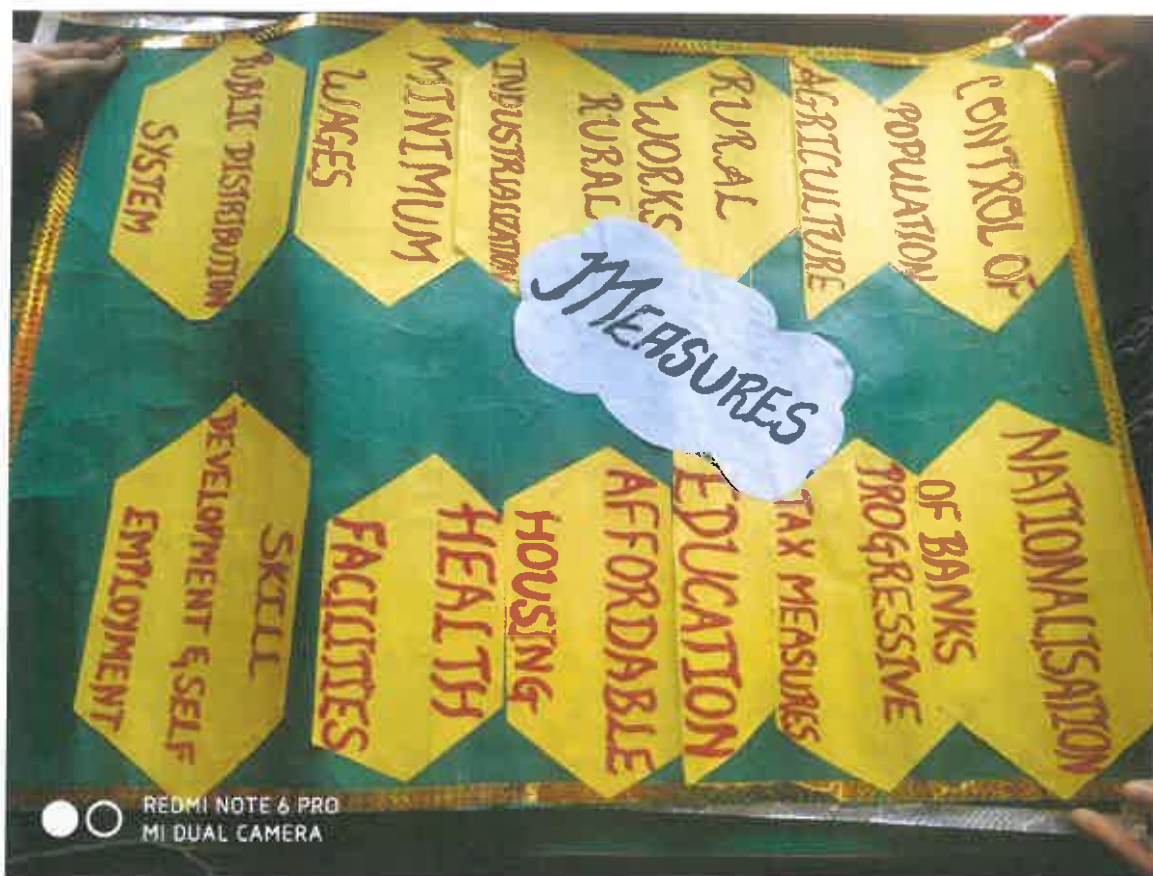 MEASURES
CONTROL OF
POPULATION
AGRICULTURE
RURAL
WORKS
RURAL
INDUSTRIALIZATION
MINIMUM
WAGES
PUBLIC DISTRIBUTION
SYSTEM
NATIONALISATION
OF BANKS
PROGRESSIVE
TAX MEASURES
EDUCATION
AFFORDABLE
HOUSING
HEALTH
FACILITIES
SKILL
DEVELOPMENT & SELF
EMPLOYMENT
REDMI NOTE 6 PRO
MI DUAL CAMERA